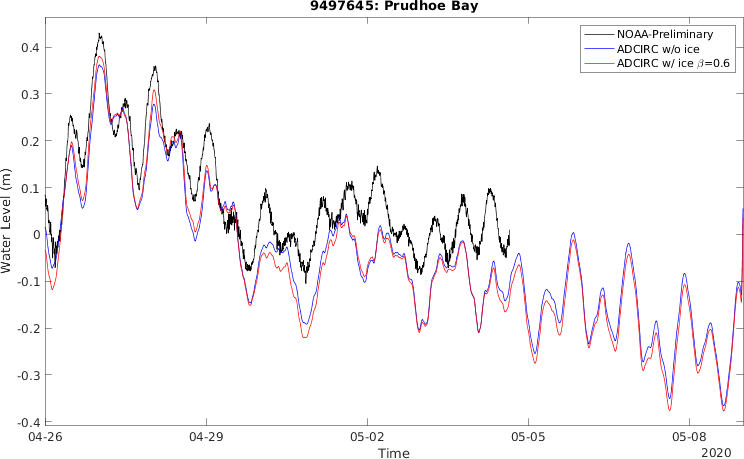 9497645: Prudhoe Bay
NOAA-Preliminary
ADCIRC w/o ice
ADCIRC w/ ice β=0.6
Water Level (m)
0.4
0.3
0.2
0.1
0
-0.1
-0.2
-0.3
-0.4
04-26
04-29
05-02
05-05
05-08
Time
2020